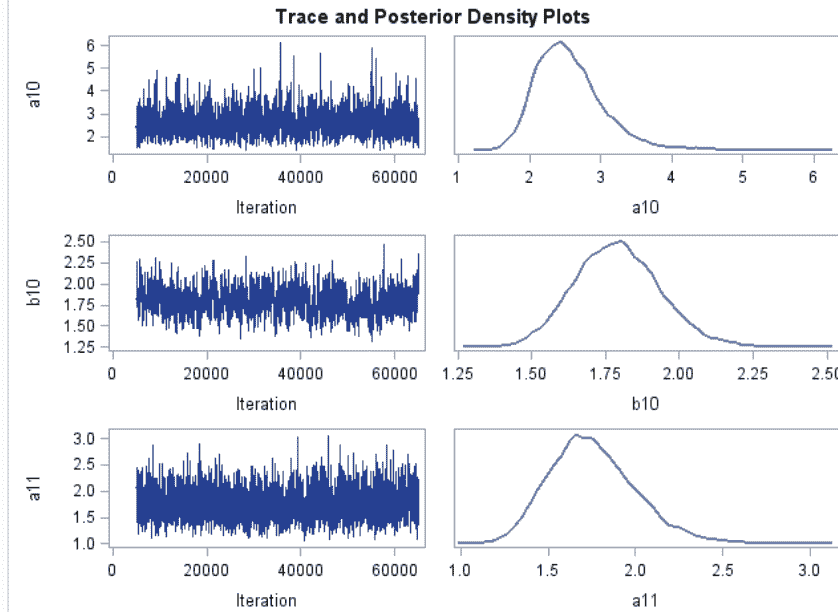 Trace and Posterior Density Plots
a10
6
5
4
3
2
0 20000 40000 60000
Iteration
1 2 3 4 5 6
a10
b10
2.50
2.25
2.00
1.75
1.50
1.25
0 20000 40000 60000
Iteration
1.25 1.50 1.75 2.00 2.25 2.50
b10
a11
3.0
2.5
2.0
1.5
1.0
0 20000 40000 60000
Iteration
1.0 1.5 2.0 2.5 3.0
a11